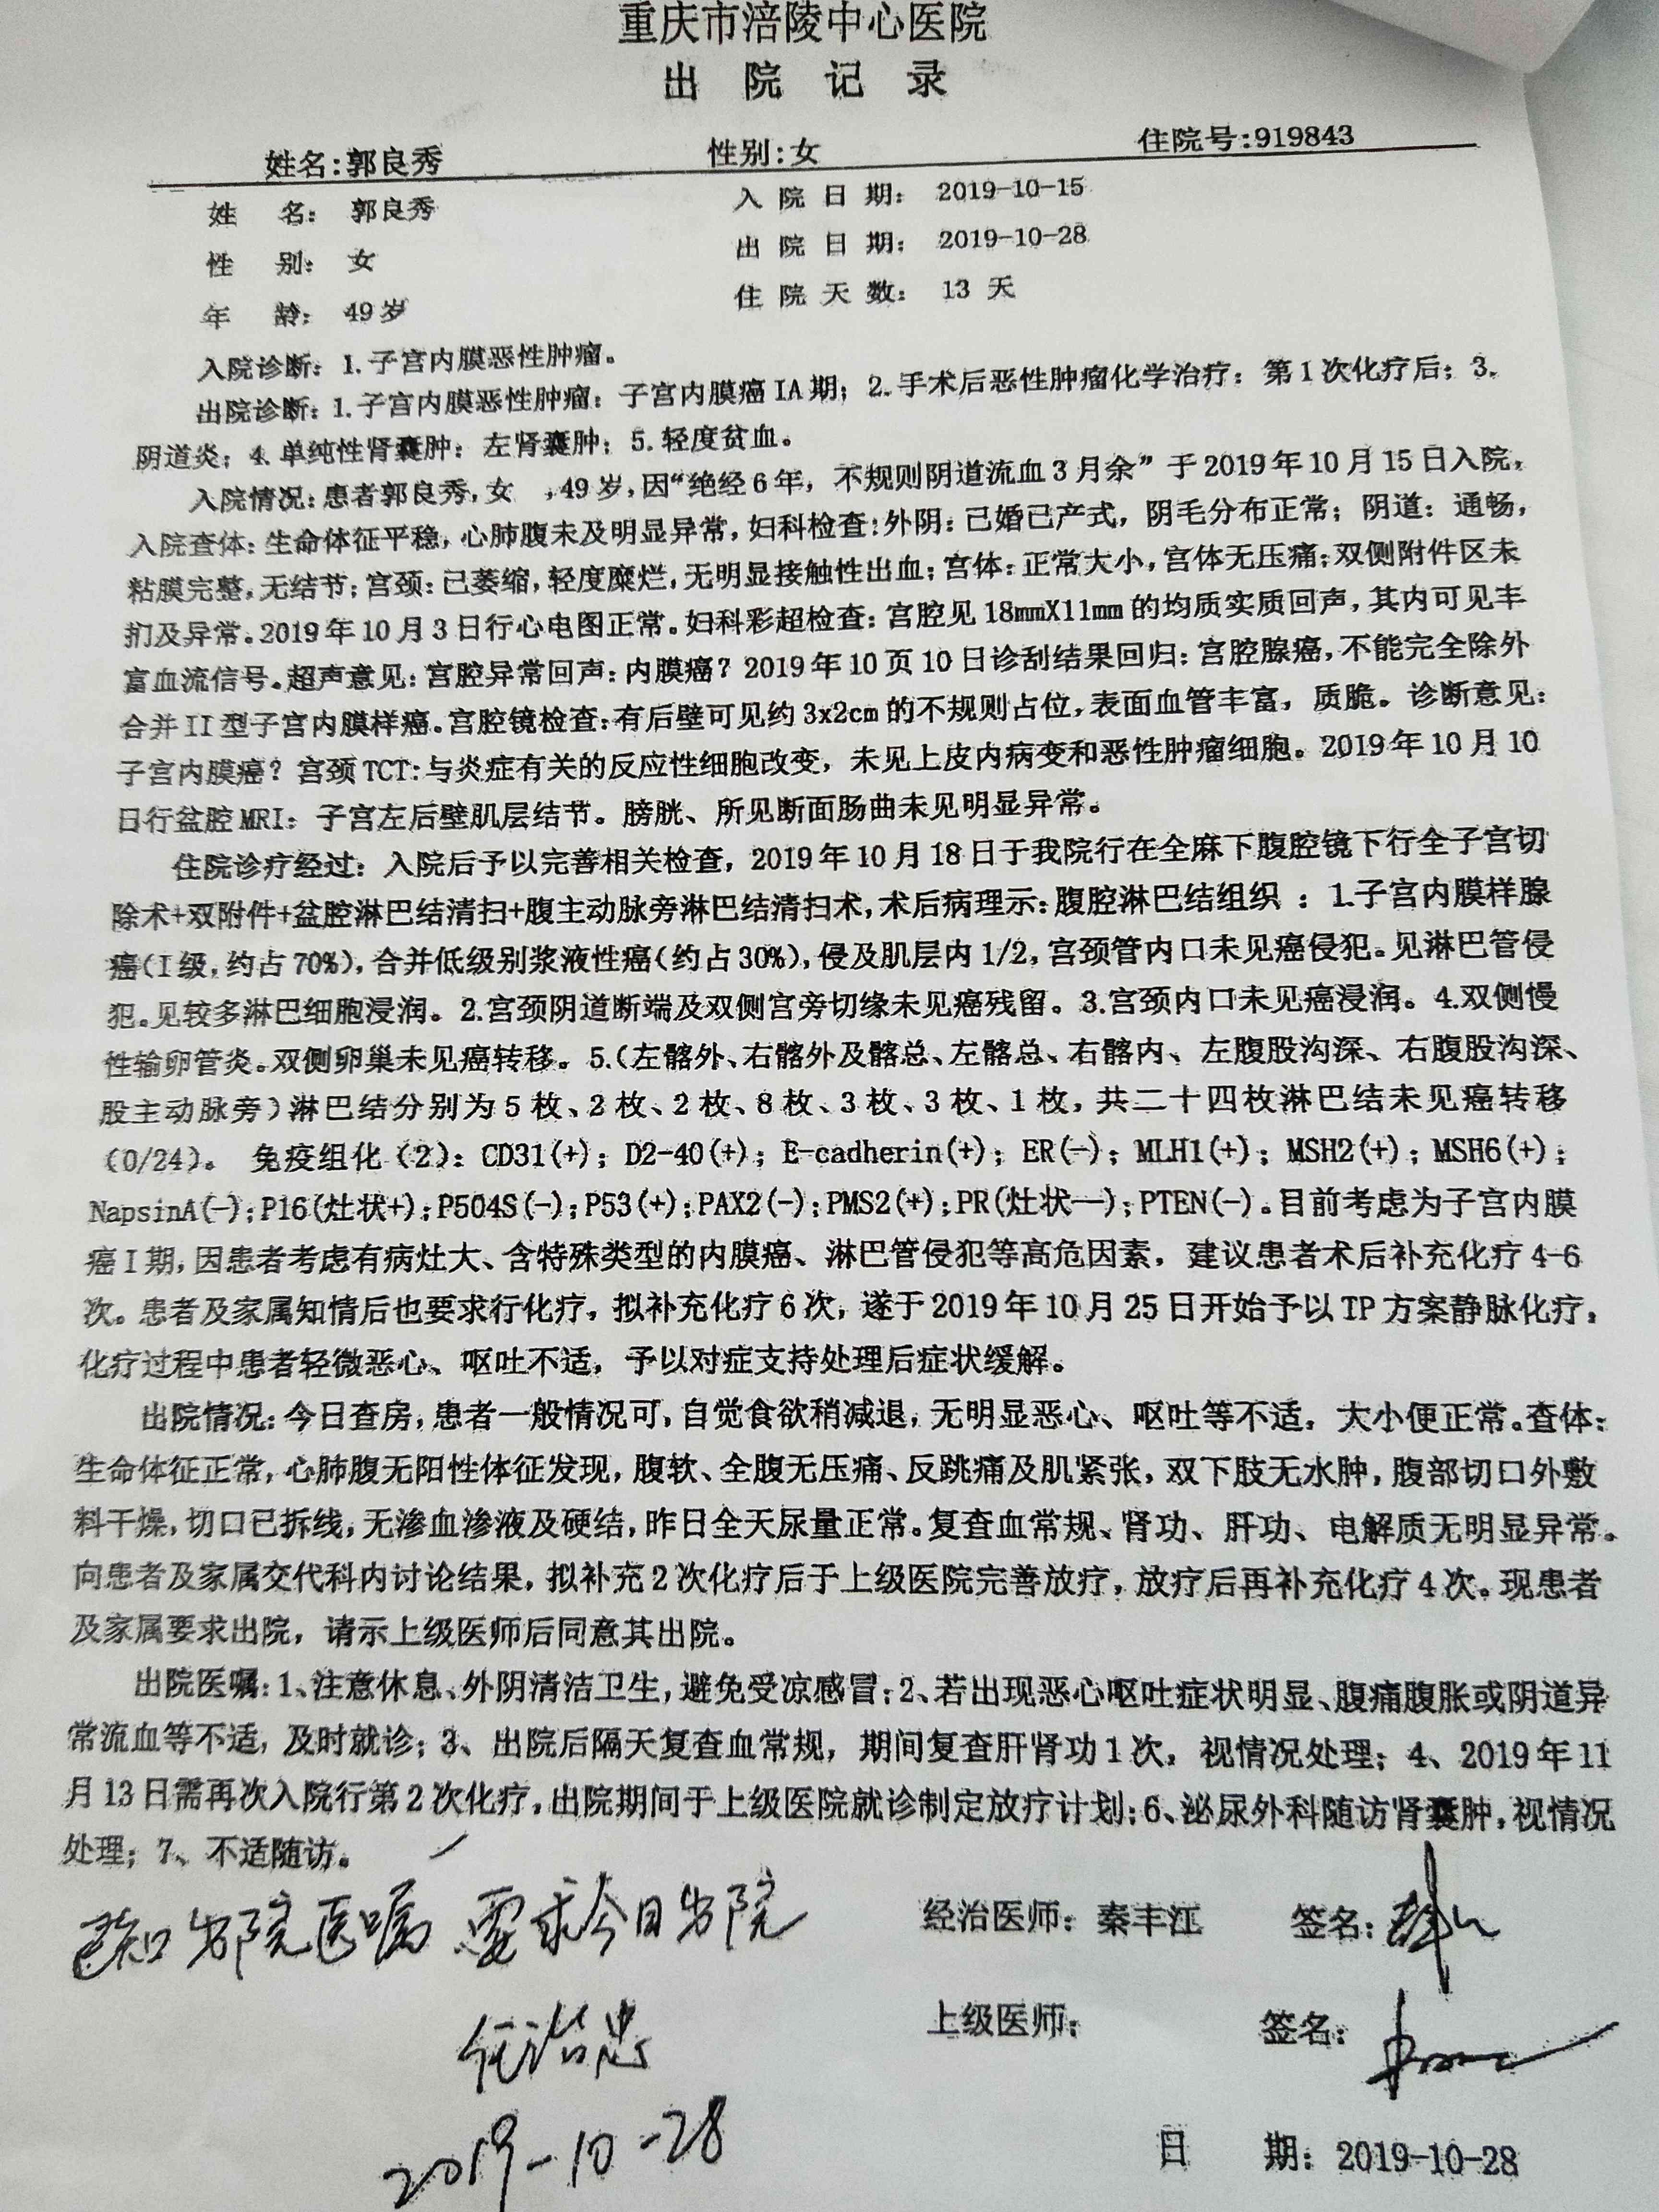 重庆市涪陵中心医院
出 院 记 录
姓名:郭良秀 性别:女 住院号:919843
姓 名: 郭良秀 入 院 日 期: 2019-10-15
性 别: 女 出 院 日 期: 2019-10-28
年 龄: 49岁 住 院 天 数: 13 天
入院诊断: 1.子宫内膜恶性肿瘤。
出院诊断: 1.子宫内膜恶性肿瘤: 子宫内膜癌IA期; 2.手术后恶性肿瘤化学治疗: 第1次化疗后; 3.
阴道炎; 4.单纯性肾囊肿: 左肾囊肿; 5.轻度贫血。
入院情况: 患者郭良秀,女 ,49岁,因“绝经6年, 不规则阴道流血3月余”于2019年10月15日入院,
入院查体: 生命体征平稳, 心肺腹未及明显异常, 妇科检查: 外阴: 已婚已产式, 阴毛分布正常; 阴道: 通畅,
粘膜完整, 无结节; 宫颈: 已萎缩, 轻度糜烂, 无明显接触性出血; 宫体: 正常大小, 宫体无压痛; 双侧附件区未
扪及异常。2019年10月3日行心电图正常。妇科彩超检查: 宫腔见18mmX11mm的均质实质回声, 其内可见丰
富血流信号。超声意见: 宫腔异常回声: 内膜癌? 2019年10页10日诊刮结果回归: 宫腔腺癌, 不能完全除外
合并II型子宫内膜样癌。宫腔镜检查: 有后壁可见约3x2cm的不规则占位, 表面血管丰富, 质脆。诊断意见:
子宫内膜癌? 宫颈TCT: 与炎症有关的反应性细胞改变, 未见上皮内病变和恶性肿瘤细胞。2019年10月10
日行盆腔MRI: 子宫左后壁肌层结节。膀胱、所见断面肠曲未见明显异常。
住院诊疗经过: 入院后予以完善相关检查, 2019年10月18日于我院行在全麻下腹腔镜下行全子宫切
除术+双附件+盆腔淋巴结清扫+腹主动脉旁淋巴结清扫术, 术后病理示: 腹腔淋巴结组织 : 1.子宫内膜样腺
癌(I级, 约占70%), 合并低级别浆液性癌(约占30%), 侵及肌层内1/2, 宫颈管内口未见癌侵犯。见淋巴管侵
犯。见较多淋巴细胞浸润。2.宫颈阴道断端及双侧宫旁切缘未见癌残留。3.宫颈内口未见癌浸润。4.双侧慢
性输卵管炎。双侧卵巢未见癌转移。5.(左髂外、右髂外及髂总、左髂总、右髂内、左腹股沟深、右腹股沟深、
股主动脉旁)淋巴结分别为5枚、2枚、2枚、8枚、3枚、3枚、1枚, 共二十四枚淋巴结未见癌转移
(0/24)。 免疫组化(2): CD31(+); D2-40(+); E-cadherin(+); ER(-); MLH1(+); MSH2(+); MSH6(+);
NapsinA(-); P16(灶状+); P504S(-); P53(+); PAX2(-); PMS2(+); PR(灶状一); PTEN(-)。目前考虑为子宫内膜
癌I期, 因患者考虑有病灶大、含特殊类型的内膜癌、淋巴管侵犯等高危因素, 建议患者术后补充化疗4-6
次。患者及家属知情后也要求行化疗, 拟补充化疗6次, 遂于2019年10月25日开始予以TP方案静脉化疗,
化疗过程中患者轻微恶心、呕吐不适, 予以对症支持处理后症状缓解。
出院情况: 今日查房, 患者一般情况可, 自觉食欲稍减退, 无明显恶心、呕吐等不适, 大小便正常。查体:
生命体征正常, 心肺腹无阳性体征发现, 腹软、全腹无压痛、反跳痛及肌紧张, 双下肢无水肿, 腹部切口外敷
料干燥, 切口已拆线, 无渗血渗液及硬结, 昨日全天尿量正常。复查血常规、肾功、肝功、电解质无明显异常。
向患者及家属交代科内讨论结果, 拟补充2次化疗后于上级医院完善放疗, 放疗后再补充化疗4次。现患者
及家属要求出院, 请示上级医师后同意其出院。
出院医嘱: 1、注意休息、外阴清洁卫生, 避免受凉感冒; 2、若出现恶心呕吐症状明显、腹痛腹胀或阴道异
常流血等不适, 及时就诊; 3、出院后隔天复查血常规, 期间复查肝肾功1次, 视情况处理; 4、2019年11
月13日需再次入院行第2次化疗, 出院期间于上级医院就诊制定放疗计划; 6、泌尿外科随访肾囊肿, 视情况
处理; 7、不适随访。
已知出院医嘱 要求今日出院 经治医师: 秦丰江 签名:
任治忠 上级医师: 签名:
2019-10-28 日 期: 2019-10-28